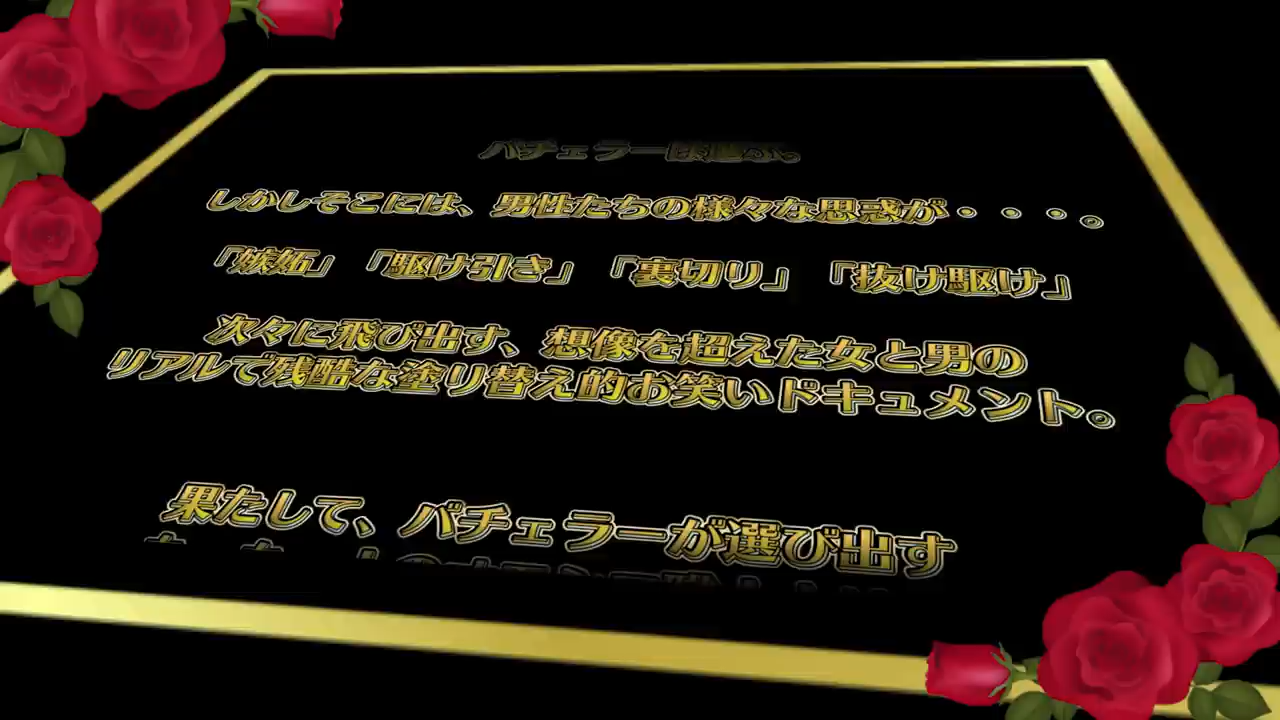 バチェラーは
しかしそこには、男性たちの様々な思惑が・・・。
「嫉妬」「駆け引き」「裏切り」「抜け駆け」
次々に飛び出す、想像を超えた女と男の
リアルで残酷な塗り替え的お笑いドキュメント。
果たして、バチェラーが選び出す